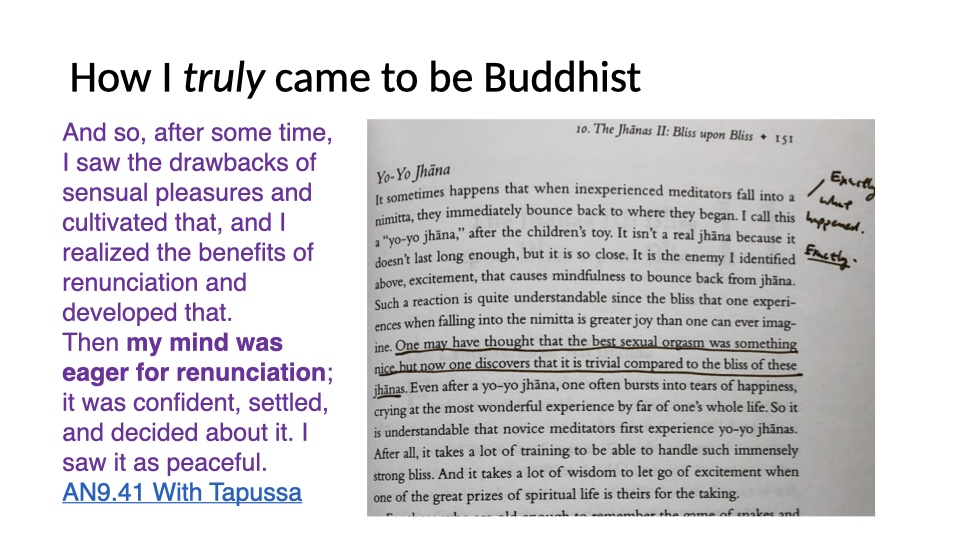 How I truly came to be Buddhist
And so, after some time,
I saw the drawbacks of
sensual pleasures and
cultivated that, and I
realized the benefits of
renunciation and
developed that.
Then my mind was
eager for renunciation;
it was confident, settled,
and decided about it. I
saw it as peaceful.
AN9.41 With Tapussa
10. The Jhānas II: Bliss upon Bliss ✦ 151
Yo-Yo Jhāna
It sometimes happens that when inexperienced meditators fall into a
nimitta, they immediately bounce back to where they began. I call this
a “yo-yo jhāna,” after the children’s toy. It isn’t a real jhāna because it
doesn’t last long enough, but it is so close. It is the enemy I identified
above, excitement, that causes mindfulness to bounce back from jhāna.
Such a reaction is quite understandable since the bliss that one experi-
ences when falling into the nimitta is greater joy than one can ever imag-
ine. One may have thought that the best sexual orgasm was something
nice, but now one discovers that it is trivial compared to the bliss of these
jhānas. Even after a yo-yo jhāna, one often bursts into tears of happiness,
crying at the most wonderful experience by far of one’s whole life. So it
is understandable that novice meditators first experience yo-yo jhānas.
After all, it takes a lot of training to be able to handle such immensely
strong bliss. And it takes a lot of wisdom to let go of excitement when
one of the great prizes of spiritual life is theirs for the taking.
old enough to remember the game of snakes and
Exactly
what
happened.
Exactly.